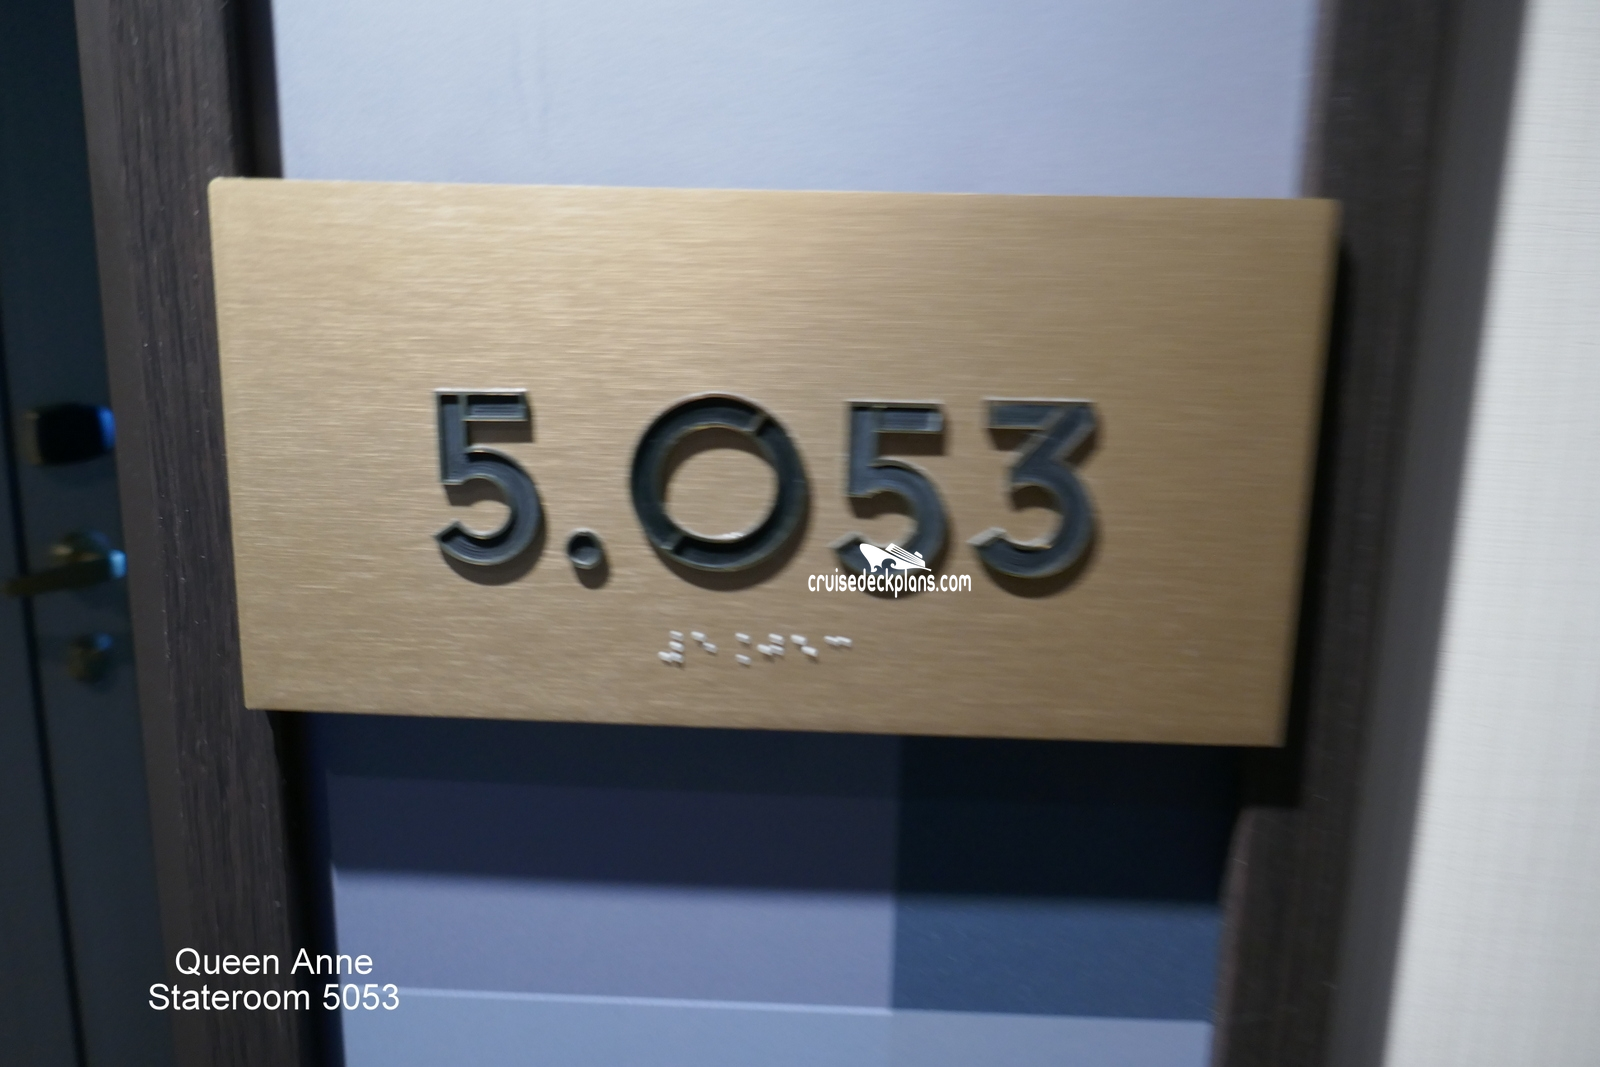 5.053
cruisedeckplans.com
Queen Anne
Stateroom 5053